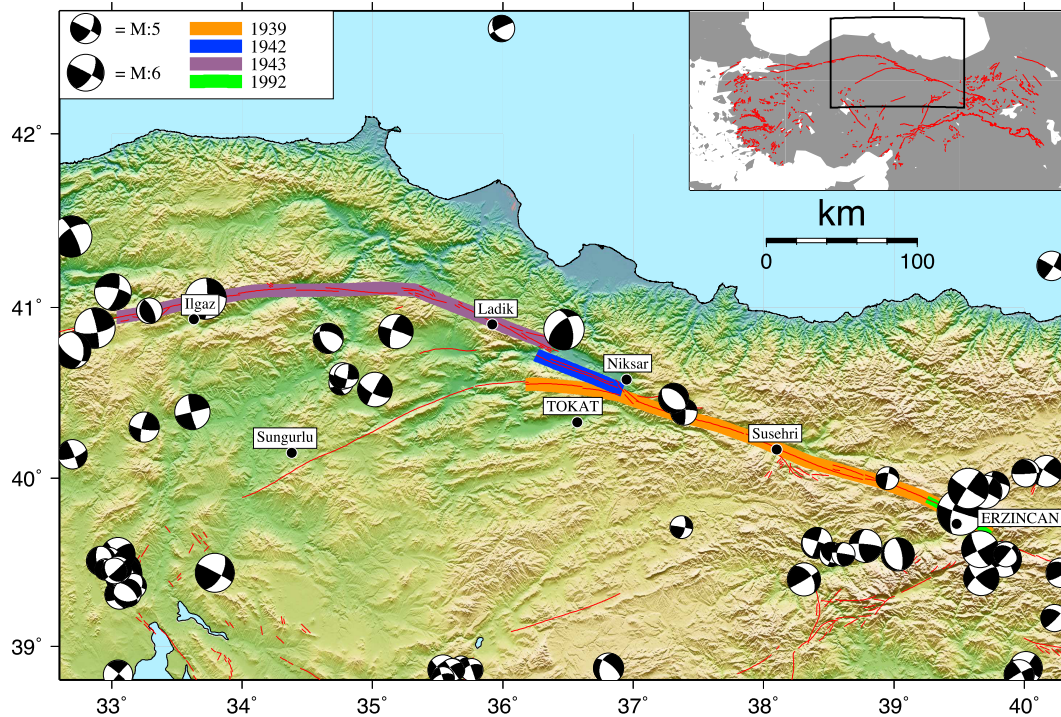 = M:5
= M:6
1939
1942
1943
1992
km
0 100
42°
41°
40°
39°
Ilgaz
Ladik
Niksar
TOKAT
Sungurlu
Susehri
ERZINCAN
33° 34° 35° 36° 37° 38° 39° 40°